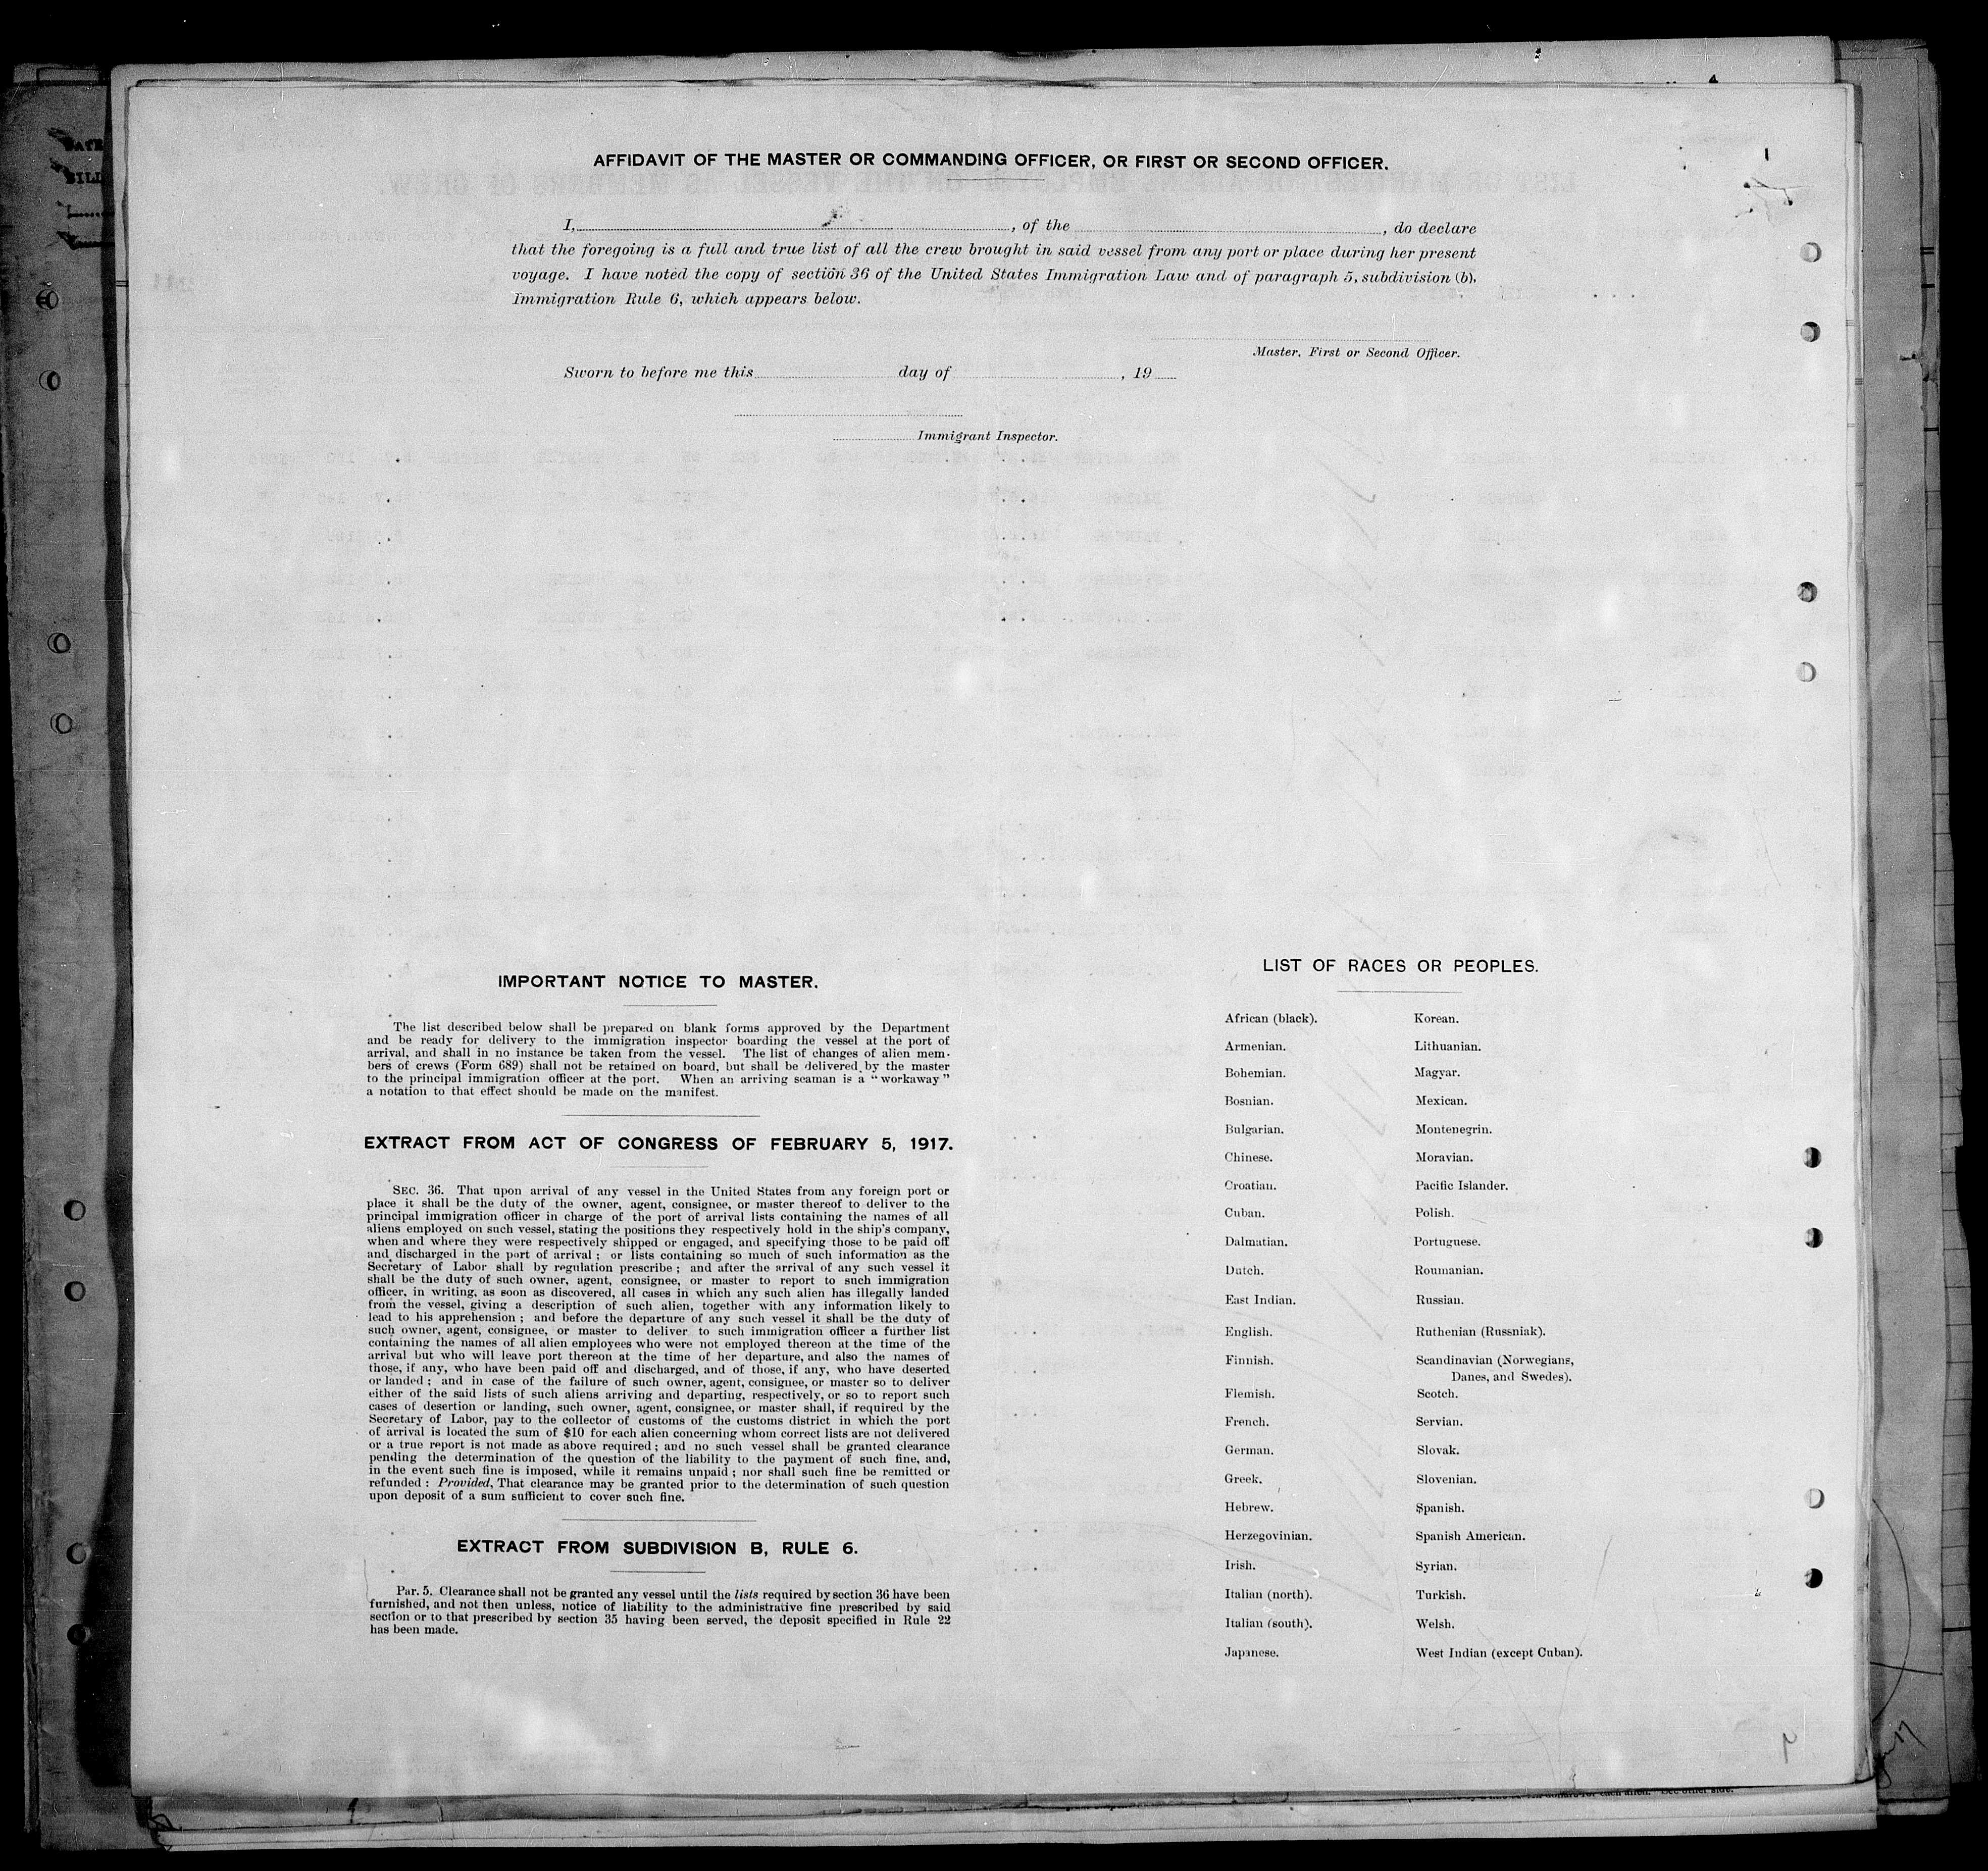 AFFIDAVIT OF THE MASTER OR COMMANDING OFFICER, OR FIRST OR SECOND OFFICER.
I, , of the , do declare
that the foregoing is a full and true list of all the crew brought in said vessel from any port or place during her present
voyage. I have noted the copy of section 36 of the United States Immigration Law and of paragraph 5, subdivision (b),
Immigration Rule 6, which appears below.
Master, First or Second Officer.
Sworn to before me this day of , 19
Immigrant Inspector.
IMPORTANT NOTICE TO MASTER.
The list described below shall be prepared on blank forms approved by the Department
and be ready for delivery to the immigration inspector boarding the vessel at the port of
arrival, and shall in no instance be taken from the vessel. The list of changes of alien mem-
bers of crews (Form 689) shall not be retained on board, but shall be delivered by the master
to the principal immigration officer at the port. When an arriving seaman is a "workaway"
a notation to that effect should be made on the manifest.
EXTRACT FROM ACT OF CONGRESS OF FEBRUARY 5, 1917.
SEC. 36. That upon arrival of any vessel in the United States from any foreign port or
place it shall be the duty of the owner, agent, consignee, or master thereof to deliver to the
principal immigration officer in charge of the port of arrival lists containing the names of all
aliens employed on such vessel, stating the positions they respectively hold in the ship's company,
when and where they were respectively shipped or engaged, and specifying those to be paid off
and discharged in the port of arrival; or lists containing so much of such information as the
Secretary of Labor shall by regulation prescribe; and after the arrival of any such vessel it
shall be the duty of such owner, agent, consignee, or master to report to such immigration
officer, in writing, as soon as discovered, all cases in which any such alien has illegally landed
from the vessel, giving a description of such alien, together with any information likely to
lead to his apprehension; and before the departure of any such vessel it shall be the duty of
such owner, agent, consignee, or master to deliver to such immigration officer a further list
containing the names of all alien employees who were not employed thereon at the time of the
arrival but who will leave port thereon at the time of her departure, and also the names of
those, if any, who have been paid off and discharged, and of those, if any, who have deserted
or landed; and in case of the failure of such owner, agent, consignee, or master so to deliver
either of the said lists of such aliens arriving and departing, respectively, or so to report such
cases of desertion or landing, such owner, agent, consignee, or master shall, if required by the
Secretary of Labor, pay to the collector of customs of the customs district in which the port
of arrival is located the sum of $10 for each alien concerning whom correct lists are not delivered
or a true report is not made as above required; and no such vessel shall be granted clearance
pending the determination of the question of the liability to the payment of such fine, and,
in the event such fine is imposed, while it remains unpaid; nor shall such fine be remitted or
refunded: Provided, That clearance may be granted prior to the determination of such question
upon deposit of a sum sufficient to cover such fine.
EXTRACT FROM SUBDIVISION B, RULE 6.
Par. 5. Clearance shall not be granted any vessel until the lists required by section 36 have been
furnished, and not then unless, notice of liability to the administrative fine prescribed by said
section or to that prescribed by section 35 having been served, the deposit specified in Rule 22
has been made.
LIST OF RACES OR PEOPLES.
African (black). Korean.
Armenian. Lithuanian.
Bohemian. Magyar.
Bosnian. Mexican.
Bulgarian. Montenegrin.
Chinese. Moravian.
Croatian. Pacific Islander.
Cuban. Polish.
Dalmatian. Portuguese.
Dutch. Roumanian.
East Indian. Russian.
English. Ruthenian (Russniak).
Finnish. Scandinavian (Norwegians,
Danes, and Swedes).
Flemish. Scotch.
French. Servian.
German. Slovak.
Greek. Slovenian.
Hebrew. Spanish.
Herzegovinian. Spanish American.
Irish. Syrian.
Italian (north). Turkish.
Italian (south). Welsh.
Japanese. West Indian (except Cuban).